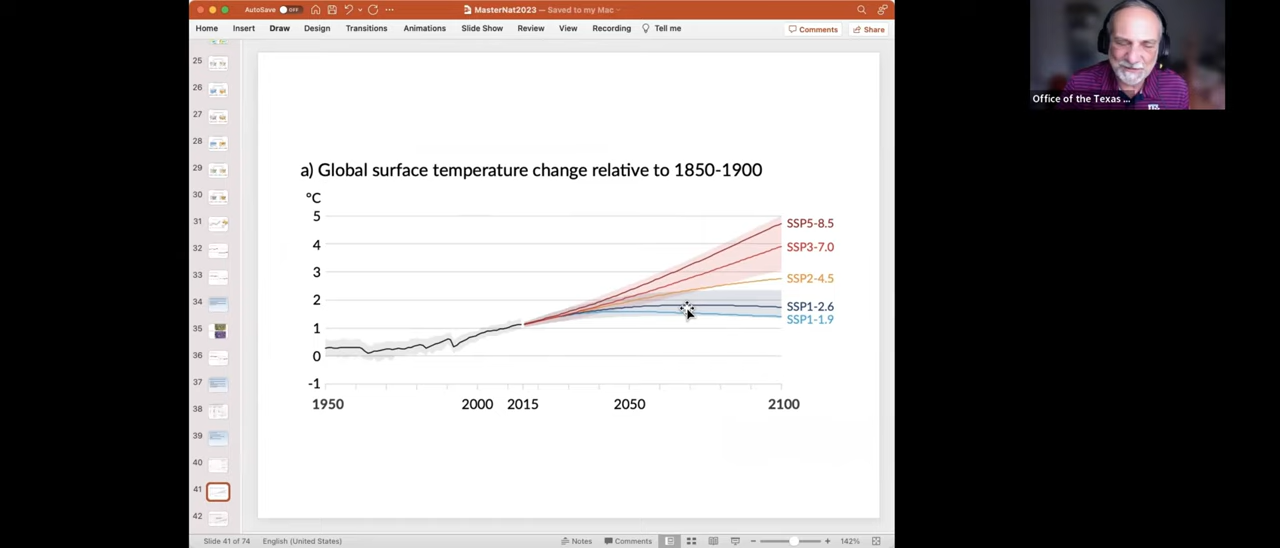 AutoSave OFF
MasterNat2023 — Saved to my Mac
Home Insert Draw Design Transitions Animations Slide Show Review View Recording Tell me
Comments Share
25
26
27
28
29
30
31
32
33
34
35
36
37
38
39
40
41
42
a) Global surface temperature change relative to 1850-1900
°C
5
4
3
2
1
0
-1
1950 2000 2015 2050 2100
SSP5-8.5
SSP3-7.0
SSP2-4.5
SSP1-2.6
SSP1-1.9
Slide 41 of 74 English (United States) Notes Comments 142%
Office of the Texas ...